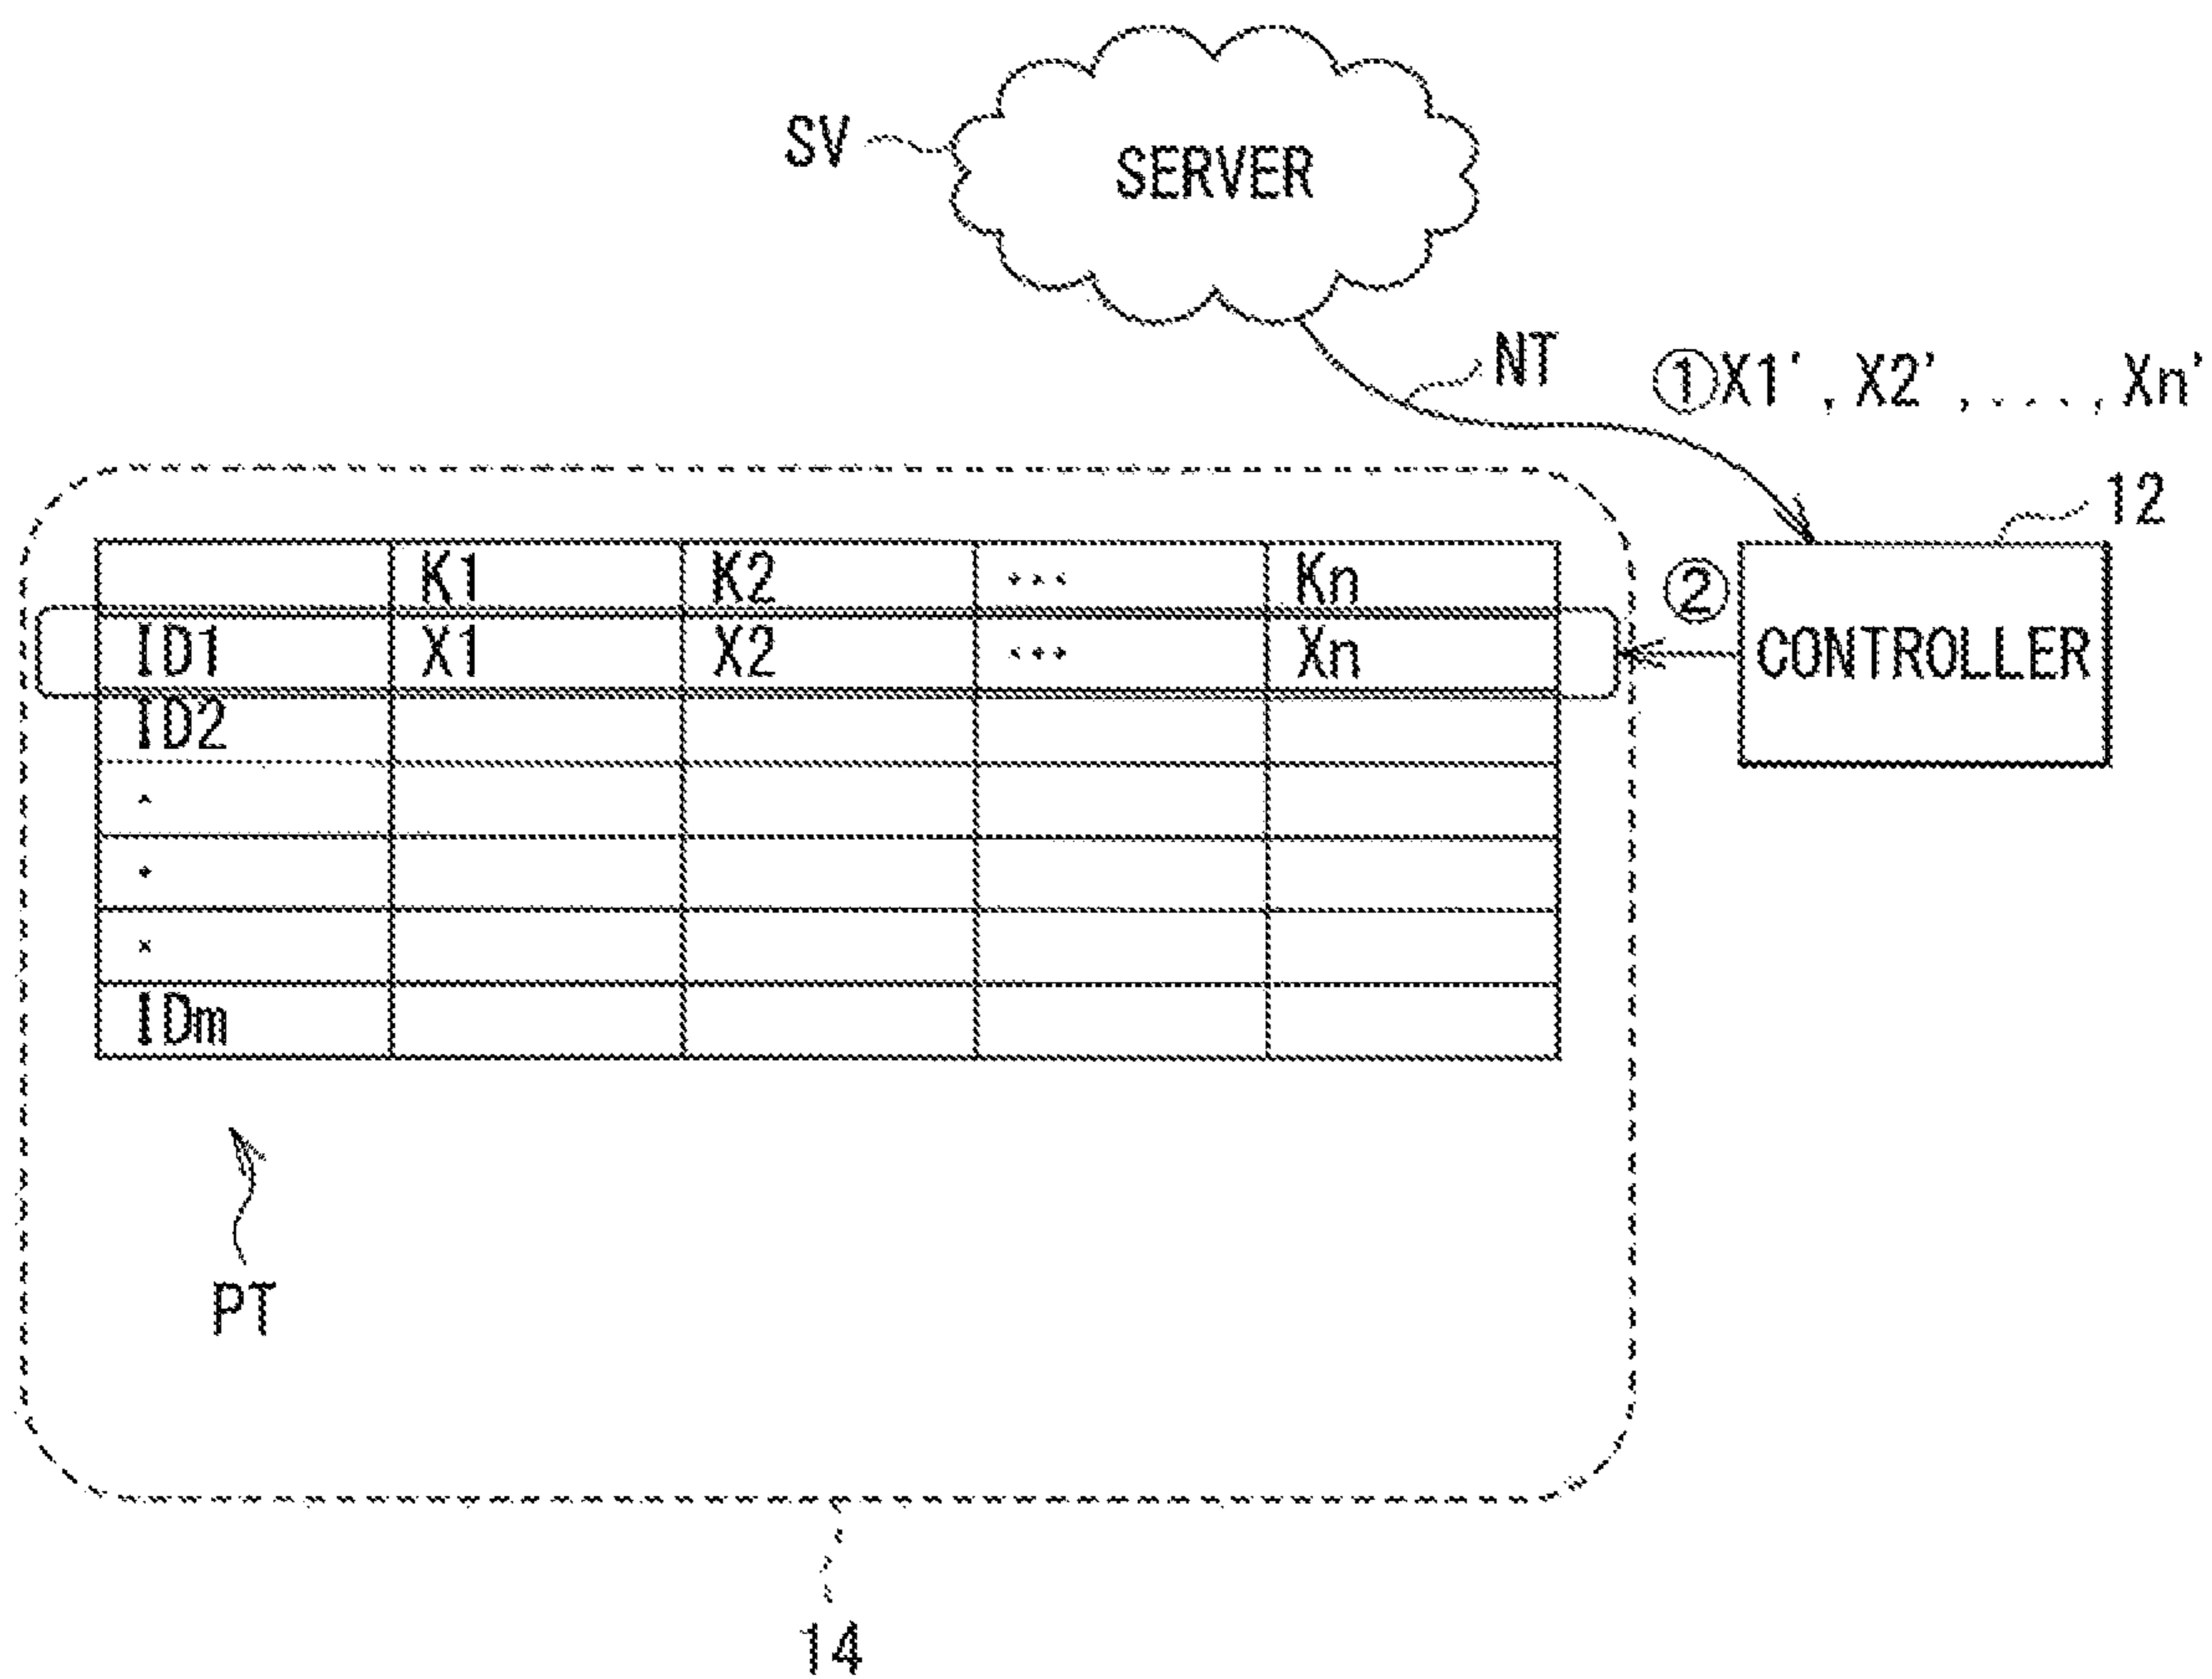 SV
SERVER
NT
①X1', X2', ..., Xn'
12
K1 K2 ... Kn
②
ID1 X1 X2 ... Xn
CONTROLLER
ID2
.
.
.
IDm
PT
14